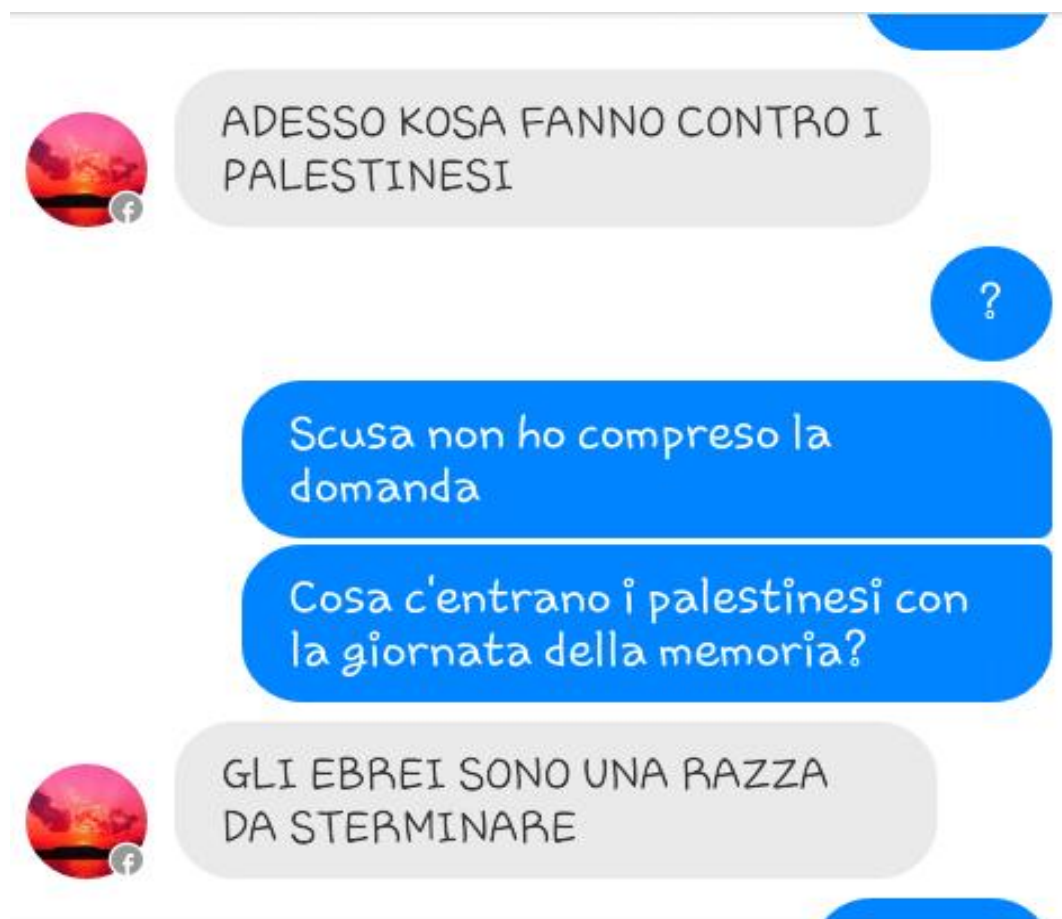 ADESSO KOSA FANNO CONTRO I
PALESTINESI
?
Scusa non ho compreso la
domanda
Cosa c'entrano i palestinesi con
la giornata della memoria?
GLI EBREI SONO UNA RAZZA
DA STERMINARE